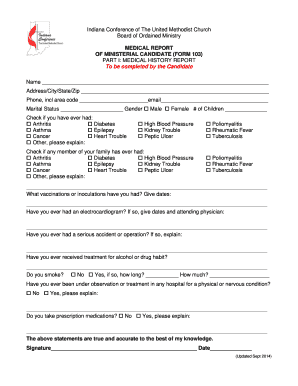 Indiana Conference of The United Methodist Church
Board of Ordained Ministry
MEDICAL REPORT
OF MINISTERIAL CANDIDATE (FORM 103)
PART I: MEDICAL HISTORY REPORT
To be completed by the Candidate
Name
Address/City/State/Zip
Phone, incl area code email
Marital Status Gender Male Female # of Children
Check if you have ever had:
Arthritis Diabetes High Blood Pressure Poliomyelitis
Asthma Epilepsy Kidney Trouble Rheumatic Fever
Cancer Heart Trouble Peptic Ulcer Tuberculosis
Other, please explain:
Check if any member of your family has ever had:
Arthritis Diabetes High Blood Pressure Poliomyelitis
Asthma Epilepsy Kidney Trouble Rheumatic Fever
Cancer Heart Trouble Peptic Ulcer Tuberculosis
Other, please explain:
What vaccinations or inoculations have you had? Give dates:
Have you ever had an electrocardiogram? If so, give dates and attending physician:
Have you ever had a serious accident or operation? If so, explain:
Have you ever received treatment for alcohol or drug habit?
Do you smoke? No Yes, if so, how long? How much?
Have you ever been under observation or treatment in any hospital for a physical or nervous condition?
No Yes, please explain:
Do you take prescription medications? No Yes, please explain:
The above statements are true and accurate to the best of my knowledge.
Signature Date
(Updated Sept 2014)